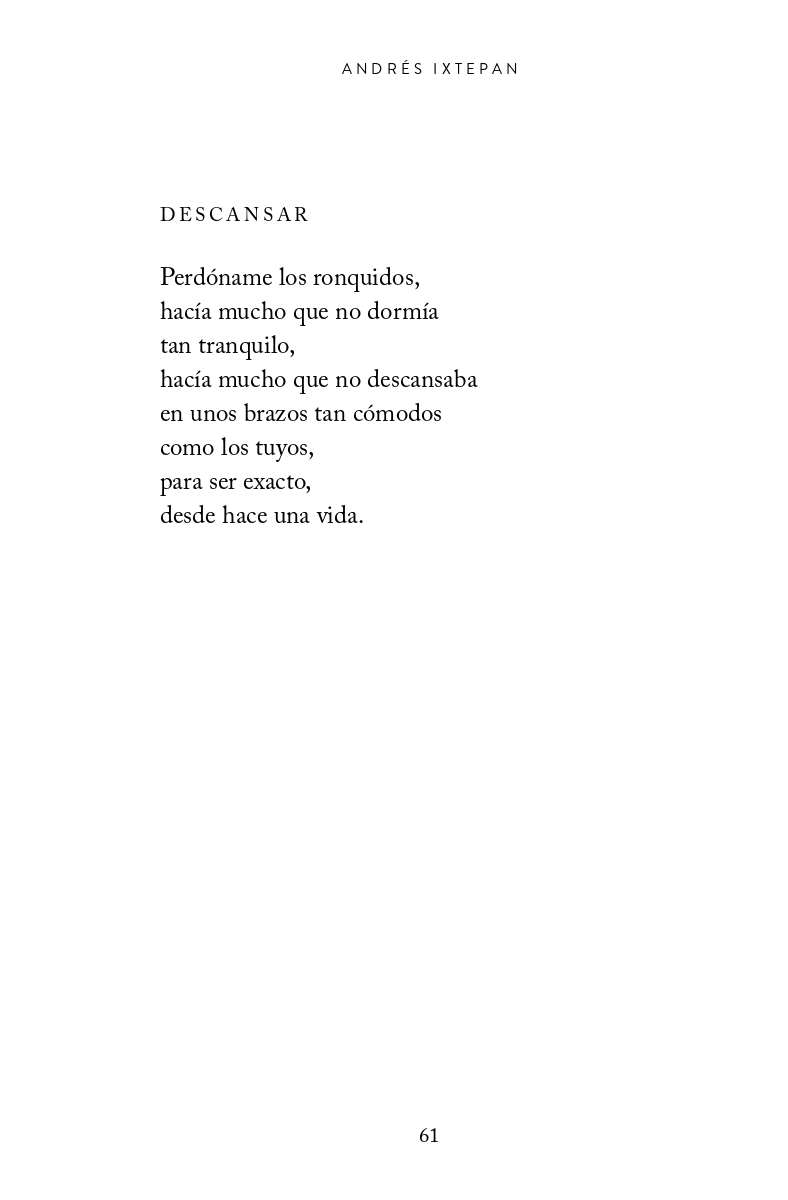 ANDRÉS IXTEPAN
DESCANSAR
Perdóname los ronquidos,
hacía mucho que no dormía
tan tranquilo,
hacía mucho que no descansaba
en unos brazos tan cómodos
como los tuyos,
para ser exacto,
desde hace una vida.
61